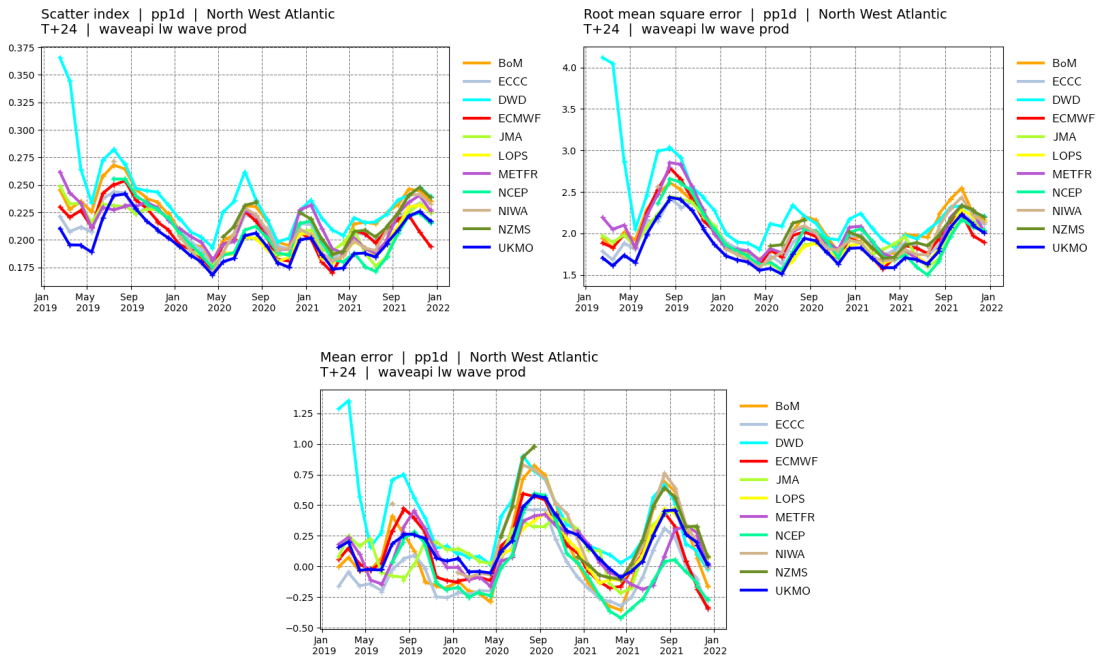 Scatter index | pp1d | North West Atlantic
T+24 | waveapi lw wave prod
0.375
0.350
0.325
0.300
0.275
0.250
0.225
0.200
0.175
Jan 2019
May 2019
Sep 2019
Jan 2020
May 2020
Sep 2020
Jan 2021
May 2021
Sep 2021
Jan 2022
BoM
ECCC
DWD
ECMWF
JMA
LOPS
METFR
NCEP
NIWA
NZMS
UKMO
Root mean square error | pp1d | North West Atlantic
T+24 | waveapi lw wave prod
4.0
3.5
3.0
2.5
2.0
1.5
Jan 2019
May 2019
Sep 2019
Jan 2020
May 2020
Sep 2020
Jan 2021
May 2021
Sep 2021
Jan 2022
BoM
ECCC
DWD
ECMWF
JMA
LOPS
METFR
NCEP
NIWA
NZMS
UKMO
Mean error | pp1d | North West Atlantic
T+24 | waveapi lw wave prod
1.25
1.00
0.75
0.50
0.25
0.00
−0.25
−0.50
Jan 2019
May 2019
Sep 2019
Jan 2020
May 2020
Sep 2020
Jan 2021
May 2021
Sep 2021
Jan 2022
BoM
ECCC
DWD
ECMWF
JMA
LOPS
METFR
NCEP
NIWA
NZMS
UKMO